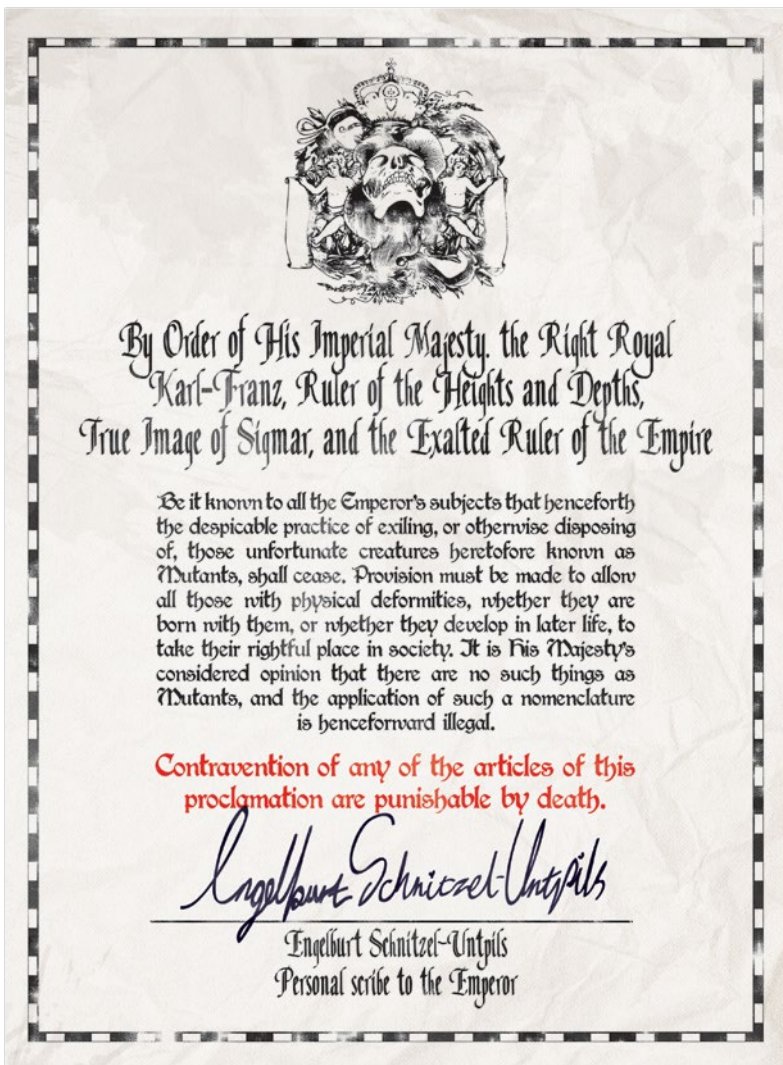 By Order of His Imperial Majesty. the Right Royal
Karl-Franz, Ruler of the Heights and Depths,
True Image of Sigmar, and the Exalted Ruler of the Empire
Be it known to all the Emperor's subjects that henceforth
the despicable practice of exiling, or otherwise disposing
of, those unfortunate creatures heretofore known as
Mutants, shall cease. Provision must be made to allow
all those with physical deformities, whether they are
born with them, or whether they develop in later life, to
take their rightful place in society. It is His Majesty's
considered opinion that there are no such things as
Mutants, and the application of such a nomenclature
is henceforward illegal.
Contravention of any of the articles of this
proclamation are punishable by death.
Engelburt Schnitzel-Untpils
Engelburt Schnitzel-Untpils
Personal scribe to the Emperor